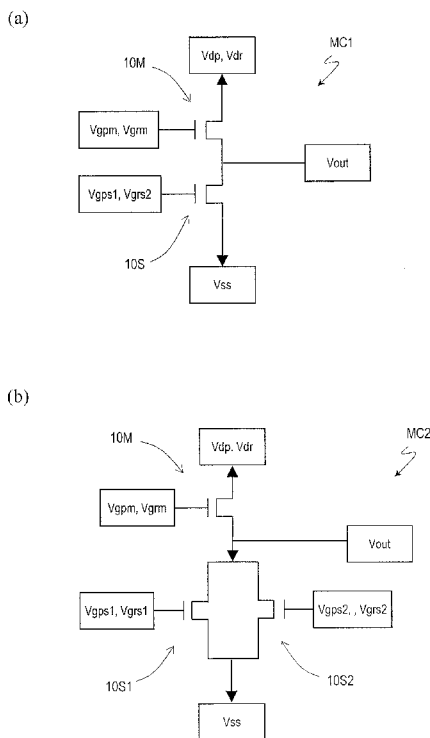 (a)
Vdp, Vdr
MC1
10M
Vgpm, Vgrm
Vout
Vgps1, Vgrs2
10S
Vss
(b)
MC2
10M
Vdp. Vdr
Vgpm, Vgrm
Vout
Vgps1, Vgrs1
Vgps2, , Vgrs2
10S1
10S2
Vss